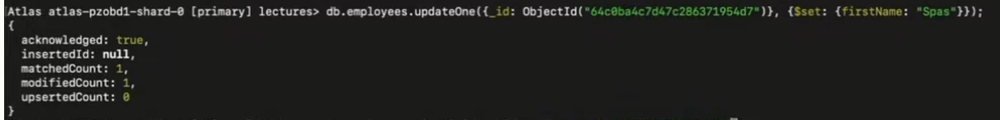 Atlas atlas-pzobd1-shard-0 [primary] lectures> db.employees.updateOne({_id: ObjectId("64c0ba4c7d47c286371954d7")}, {$set: {firstName: "Spas"}});
{
  acknowledged: true,
  insertedId: null,
  matchedCount: 1,
  modifiedCount: 1,
  upsertedCount: 0
}